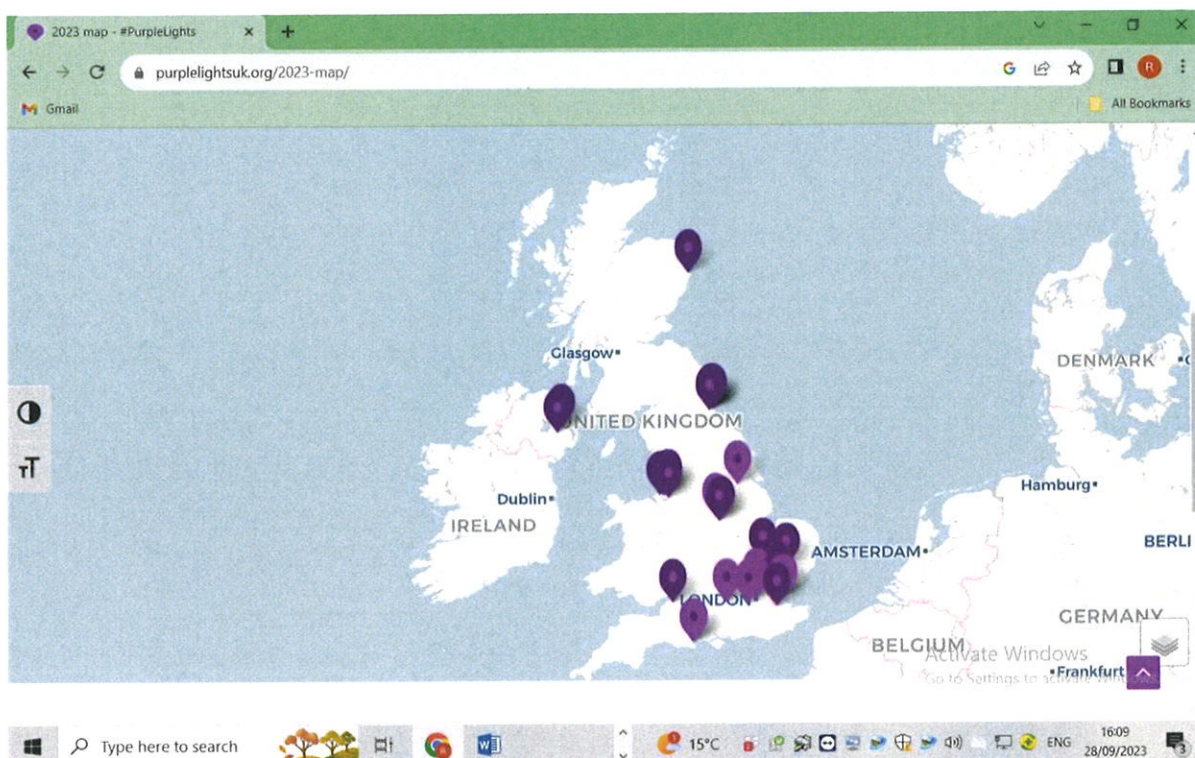 2023 map - #PurpleLights
purplelightsuk.org/2023-map/
Gmail
All Bookmarks
Glasgow
DENMARK
UNITED KINGDOM
Dublin
Hamburg
IRELAND
AMSTERDAM
BERLI
LONDON
GERMANY
BELGIUM
Activate Windows
Go to Settings to activate Windows.
Frankfurt
TT
R
Type here to search
W
15°C
ENG
16:09
28/09/2023
3